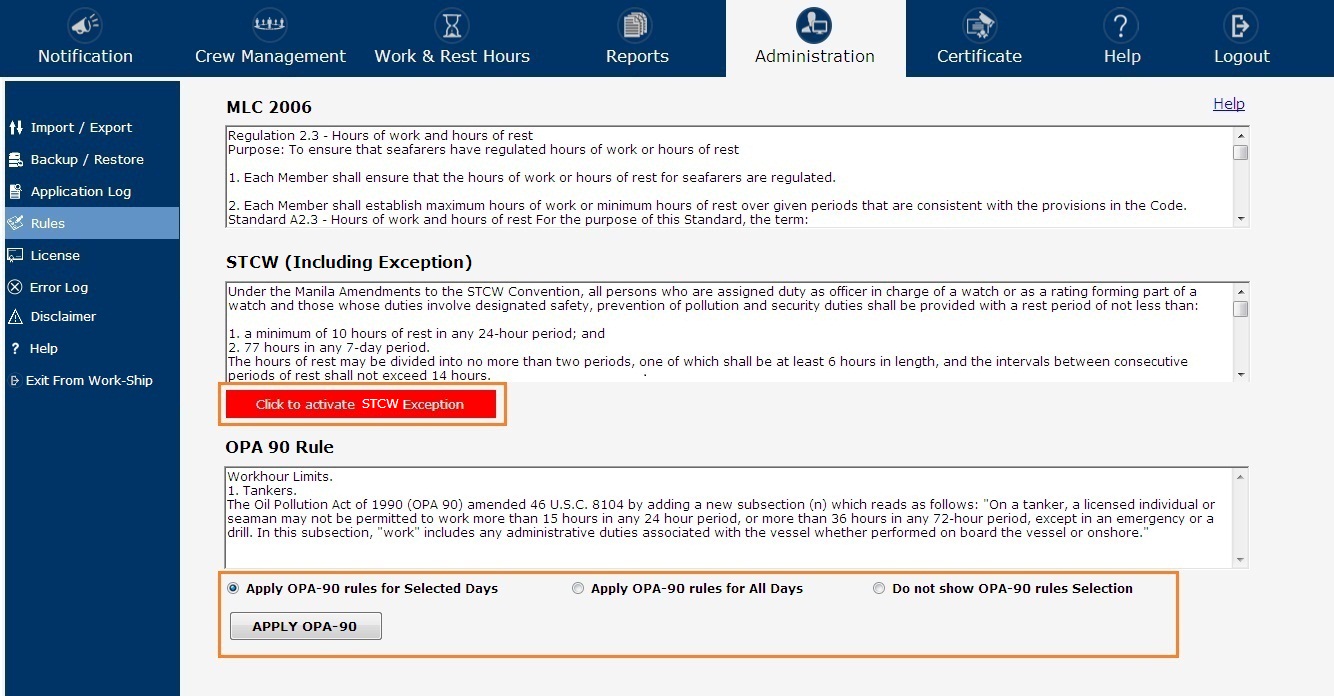 Notification
Crew Management
Work & Rest Hours
Reports
Administration
Certificate
?
Help
Logout
Import / Export
Backup / Restore
Application Log
Rules
License
Error Log
Disclaimer
? Help
Exit From Work-Ship
MLC 2006
Help
Regulation 2.3 - Hours of work and hours of rest
Purpose: To ensure that seafarers have regulated hours of work or hours of rest
1. Each Member shall ensure that the hours of work or hours of rest for seafarers are regulated.
2. Each Member shall establish maximum hours of work or minimum hours of rest over given periods that are consistent with the provisions in the Code.
Standard A2.3 - Hours of work and hours of rest For the purpose of this Standard, the term:
STCW (Including Exception)
Under the Manila Amendments to the STCW Convention, all persons who are assigned duty as officer in charge of a watch or as a rating forming part of a
watch and those whose duties involve designated safety, prevention of pollution and security duties shall be provided with a rest period of not less than:
1. a minimum of 10 hours of rest in any 24-hour period; and
2. 77 hours in any 7-day period.
The hours of rest may be divided into no more than two periods, one of which shall be at least 6 hours in length, and the intervals between consecutive
periods of rest shall not exceed 14 hours.
Click to activate STCW Exception
OPA 90 Rule
Workhour Limits.
1. Tankers.
The Oil Pollution Act of 1990 (OPA 90) amended 46 U.S.C. 8104 by adding a new subsection (n) which reads as follows: "On a tanker, a licensed individual or
seaman may not be permitted to work more than 15 hours in any 24 hour period, or more than 36 hours in any 72-hour period, except in an emergency or a
drill. In this subsection, "work" includes any administrative duties associated with the vessel whether performed on board the vessel or onshore."
Apply OPA-90 rules for Selected Days
Apply OPA-90 rules for All Days
Do not show OPA-90 rules Selection
APPLY OPA-90